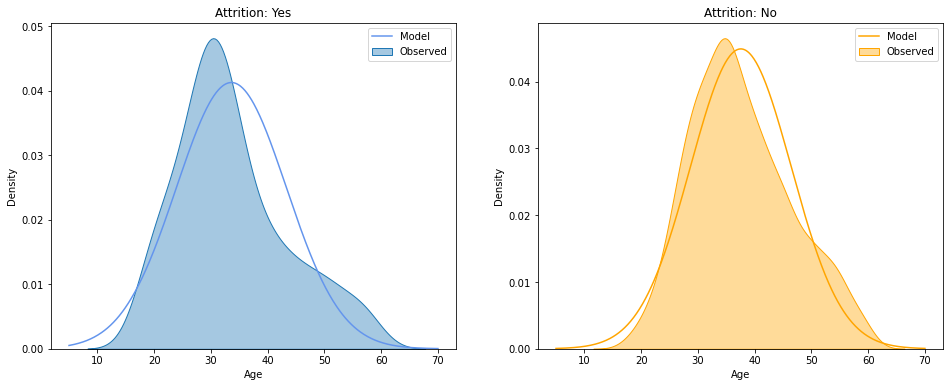 Attrition: Yes
Model
Observed
0.05
0.04
0.03
0.02
0.01
0.00
Density
10 20 30 40 50 60 70
Age
Attrition: No
Model
Observed
0.04
0.03
0.02
0.01
0.00
Density
10 20 30 40 50 60 70
Age